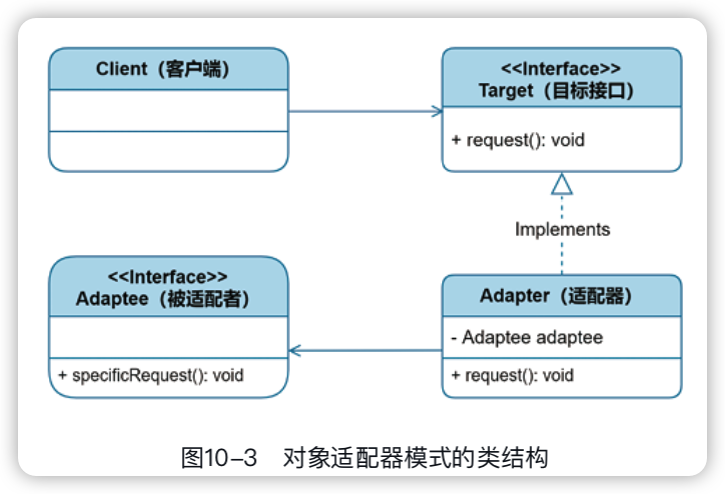 Client（客户端）
<<Interface>>
Target（目标接口）
+ request(): void
Implements
<<Interface>>
Adaptee（被适配者）
+ specificRequest(): void
Adapter（适配器）
- Adaptee adaptee
+ request(): void
图10–3 对象适配器模式的类结构